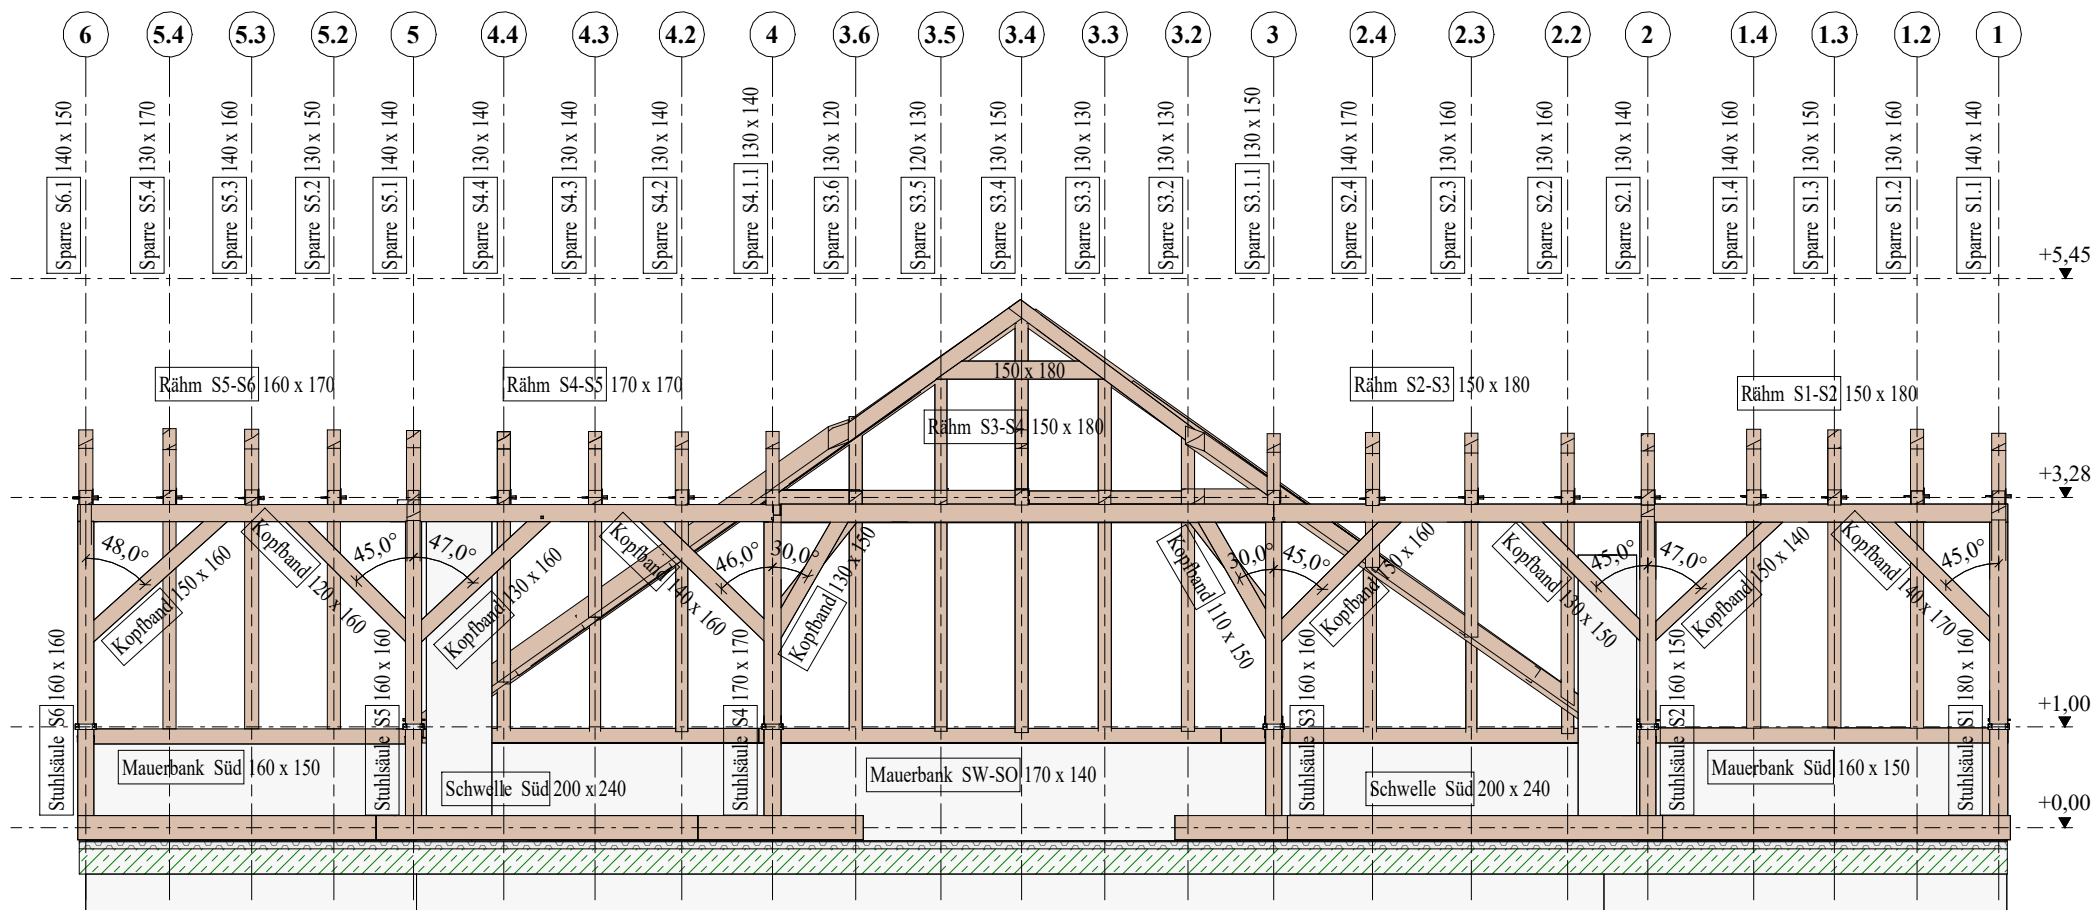 6 5.4 5.3 5.2 5 4.4 4.3 4.2 4 3.6 3.5 3.4 3.3 3.2 3 2.4 2.3 2.2 2 1.4 1.3 1.2 1
Sparre S6.1 140 x 150
Sparre S5.4 130 x 170
Sparre S5.3 140 x 160
Sparre S5.2 130 x 150
Sparre S5.1 140 x 140
Sparre S4.4 130 x 140
Sparre S4.3 130 x 140
Sparre S4.2 130 x 140
Sparre S4.1.1 130 x 140
Sparre S3.6 130 x 120
Sparre S3.5 120 x 130
Sparre S3.4 130 x 150
Sparre S3.3 130 x 130
Sparre S3.2 130 x 130
Sparre S3.1.1 130 x 150
Sparre S2.4 140 x 170
Sparre S2.3 130 x 160
Sparre S2.2 130 x 160
Sparre S2.1 130 x 140
Sparre S1.4 140 x 160
Sparre S1.3 130 x 150
Sparre S1.2 130 x 160
Sparre S1.1 140 x 140
+5,45
Rähm S5-S6 160 x 170
Rähm S4-S5 170 x 170
150 x 180
Rähm S3-S4 150 x 180
Rähm S2-S3 150 x 180
Rähm S1-S2 150 x 180
+3,28
48,0°
45,0°
47,0°
46,0°
30,0°
30,0°
45,0°
45,0°
47,0°
45,0°
Kopfband 150 x 160
Kopfband 120 x 160
Kopfband 130 x 160
Kopfband 140 x 160
Kopfband 130 x 150
Kopfband 110 x 150
Kopfband 150 x 160
Kopfband 130 x 150
Kopfband 150 x 140
Kopfband 140 x 170
Stuhlsäule S6 160 x 160
Stuhlsäule S5 160 x 160
Stuhlsäule S4 170 x 170
Stuhlsäule S3 160 x 160
Stuhlsäule S2 160 x 150
Stuhlsäule S1 180 x 160
+1,00
Mauerbank Süd 160 x 150
Schwelle Süd 200 x 240
Mauerbank SW-SO 170 x 140
Schwelle Süd 200 x 240
Mauerbank Süd 160 x 150
+0,00